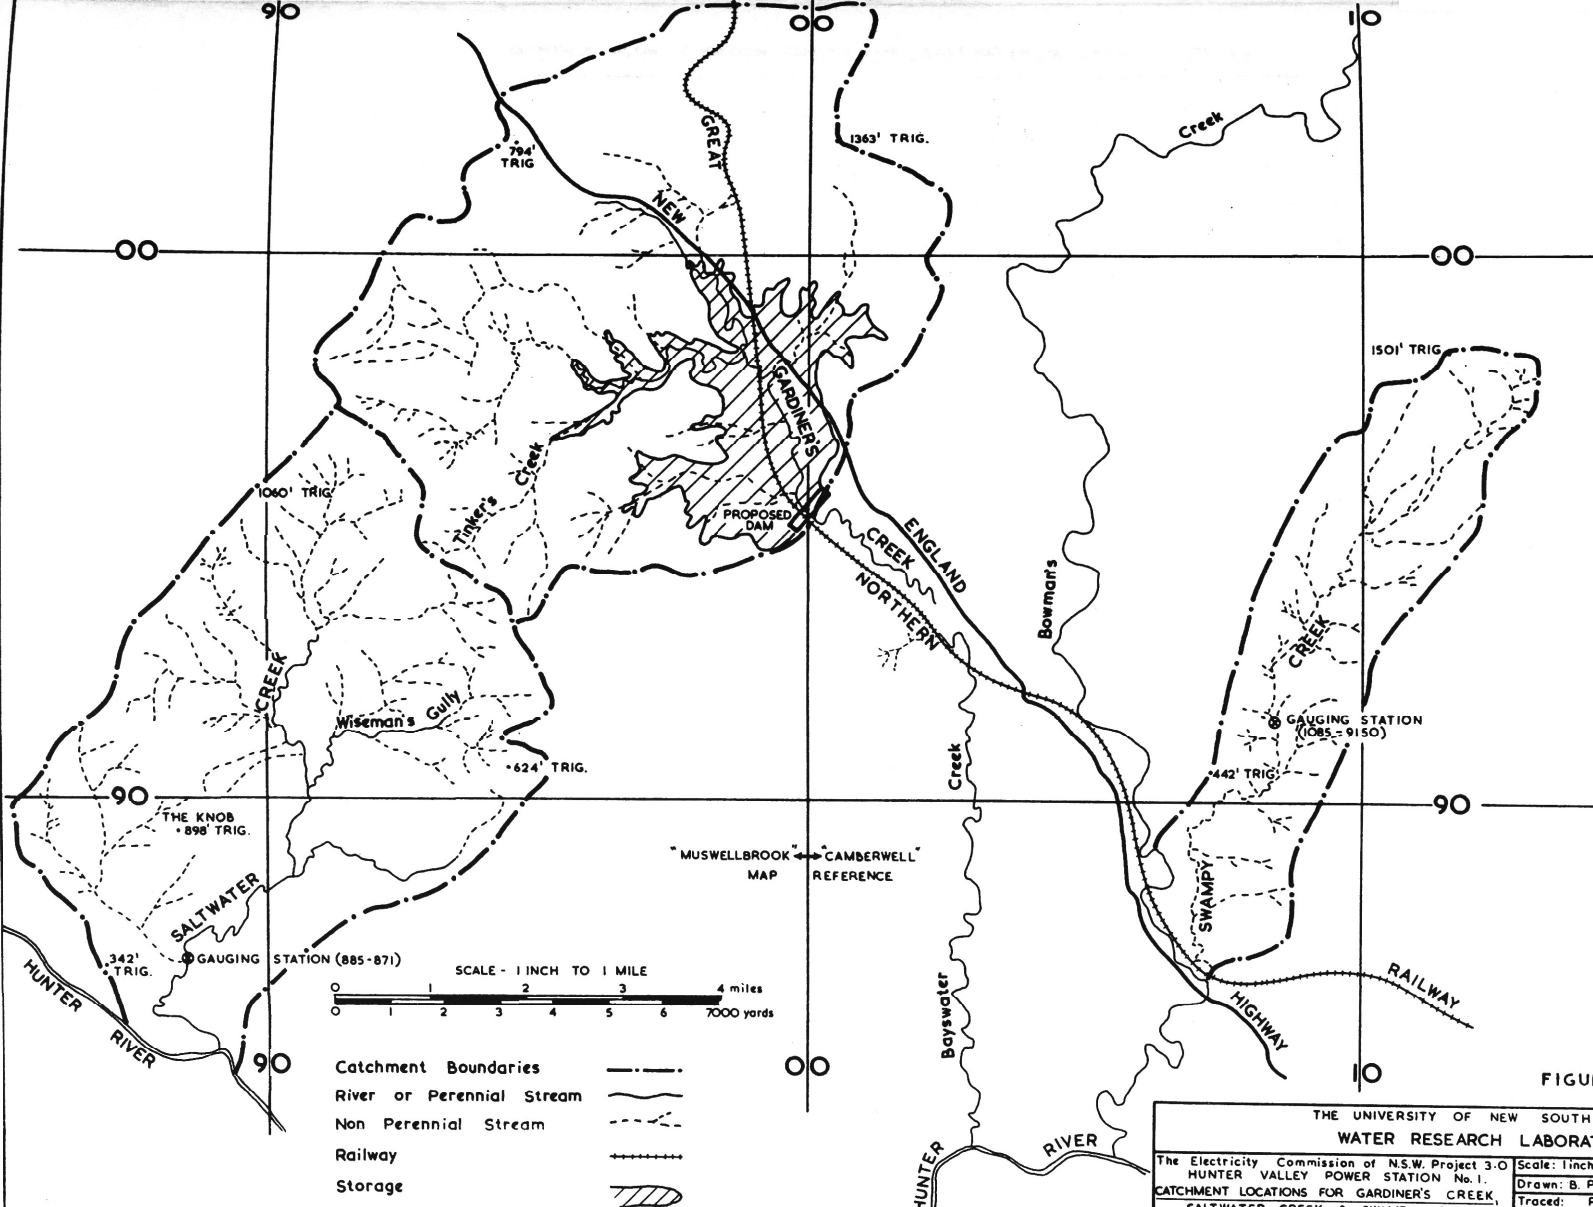 90
00
10
Creek
GREAT
1363' TRIG.
794'
TRIG
NEW
00
00
1501' TRIG.
GARDINER'S
Tinker's Creek
1060' TRIG.
PROPOSED
DAM
CREEK
ENGLAND
NORTHERN
Bowman's
CREEK
CREEK
Wiseman's Gully
GAUGING STATION
(1085-9150)
624' TRIG.
442' TRIG.
Creek
90
90
THE KNOB
898' TRIG.
"MUSWELLBROOK" "CAMBERWELL"
MAP REFERENCE
SALTWATER
SWAMPY
342'
TRIG.
GAUGING STATION (885-871)
HUNTER
RIVER
SCALE - 1 INCH TO 1 MILE
0 1 2 3 4 miles
0 1 2 3 4 5 6 7000 yards
RAILWAY
HIGHWAY
Bayswater
90
00
10
Catchment Boundaries
River or Perennial Stream
Non Perennial Stream
Railway
Storage
HUNTER
RIVER
FIGU
THE UNIVERSITY OF NEW SOUTH
WATER RESEARCH LABORA
The Electricity Commission of N.S.W. Project 3.0
HUNTER VALLEY POWER STATION No. 1.
CATCHMENT LOCATIONS FOR GARDINER'S CREEK,
Scale: 1 inch
Drawn: B. P
Traced: